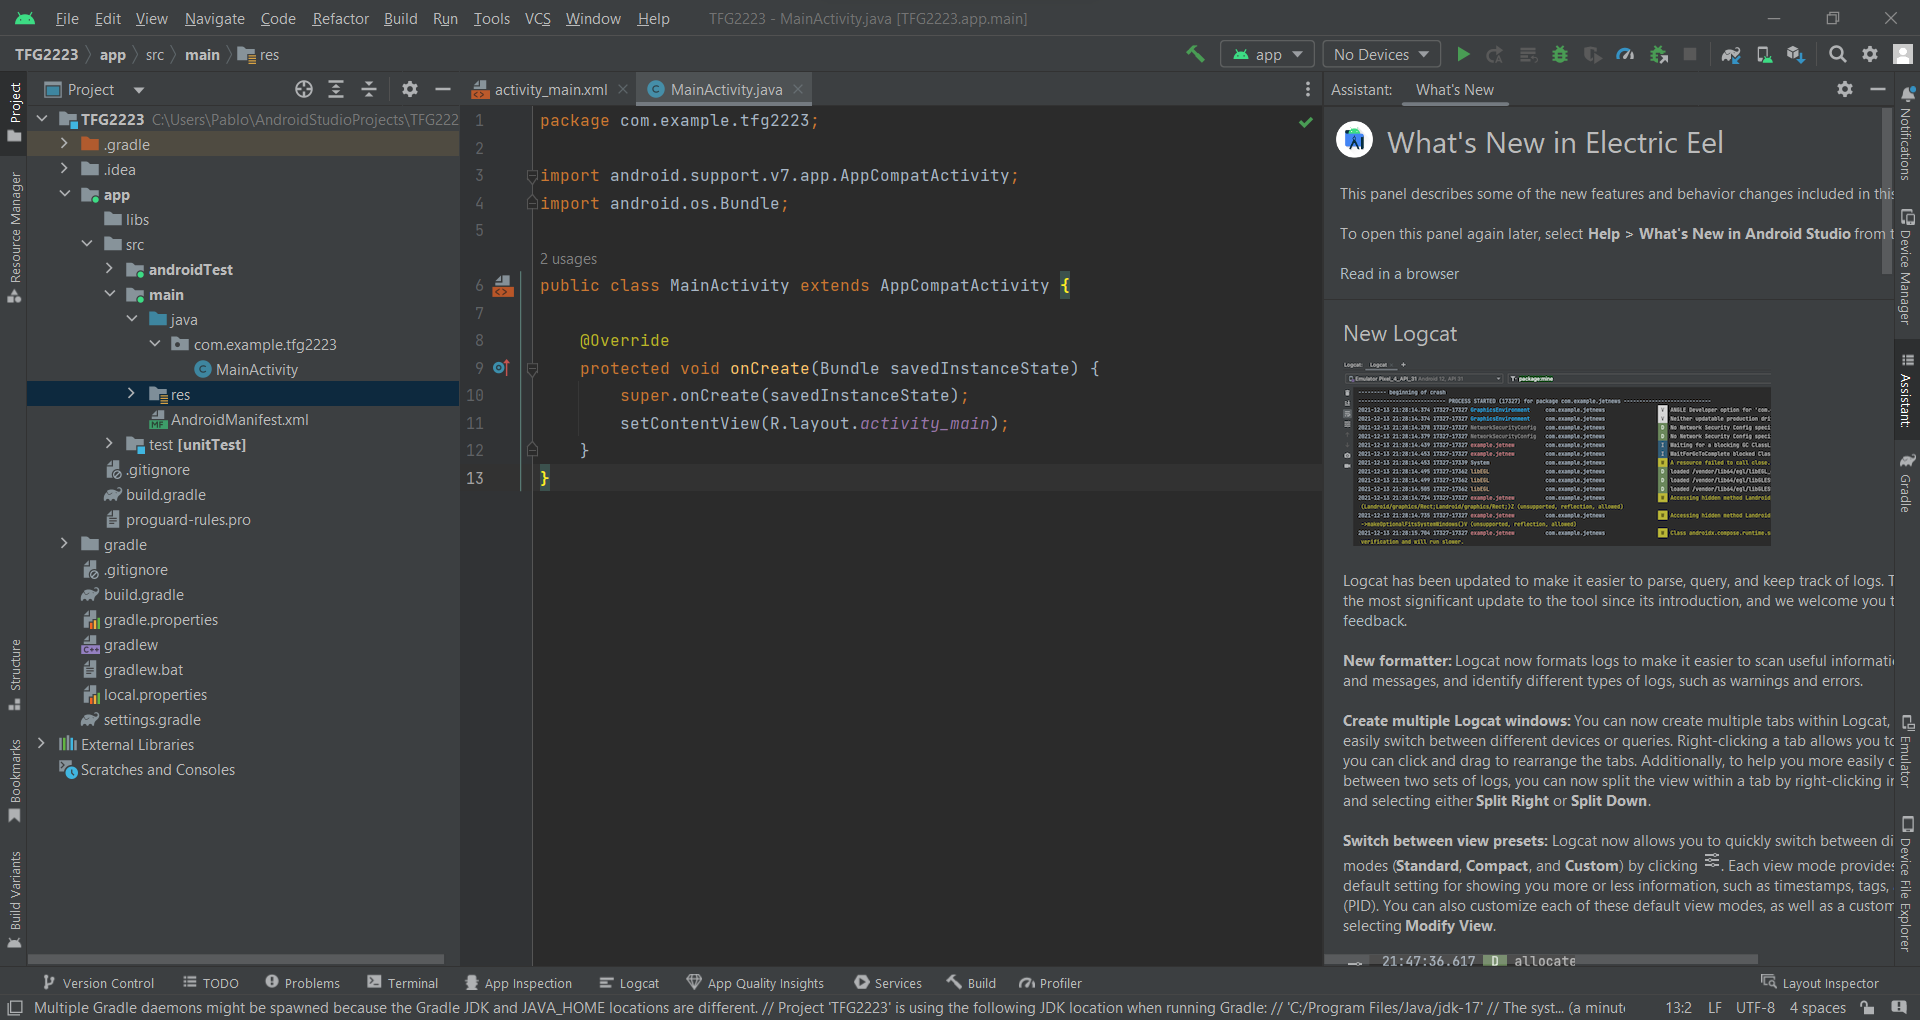 File Edit View Navigate Code Refactor Build Run Tools VCS Window Help TFG2223 - MainActivity.java [TFG2223.app.main]
TFG2223 app src main res
app
No Devices
Project
activity_main.xml
MainActivity.java
Assistant: What's New
Project
Resource Manager
Structure
Bookmarks
Build Variants
TFG2223 C:\Users\Pablo\AndroidStudioProjects\TFG222
.gradle
.idea
app
libs
src
androidTest
main
java
com.example.tfg2223
MainActivity
res
AndroidManifest.xml
test [unitTest]
.gitignore
build.gradle
proguard-rules.pro
gradle
.gitignore
build.gradle
gradle.properties
gradlew
gradlew.bat
local.properties
settings.gradle
External Libraries
Scratches and Consoles
1 package com.example.tfg2223;
2
3 import android.support.v7.app.AppCompatActivity;
4 import android.os.Bundle;
5
2 usages
6 public class MainActivity extends AppCompatActivity {
7
8 @Override
9 protected void onCreate(Bundle savedInstanceState) {
10 super.onCreate(savedInstanceState);
11 setContentView(R.layout.activity_main);
12 }
13 }
What's New in Electric Eel
This panel describes some of the new features and behavior changes included in this
To open this panel again later, select Help > What's New in Android Studio from t
Read in a browser
New Logcat
Logcat has been updated to make it easier to parse, query, and keep track of logs. T
the most significant update to the tool since its introduction, and we welcome you t
feedback.
New formatter: Logcat now formats logs to make it easier to scan useful informati
and messages, and identify different types of logs, such as warnings and errors.
Create multiple Logcat windows: You can now create multiple tabs within Logcat,
easily switch between different devices or queries. Right-clicking a tab allows you to
you can click and drag to rearrange the tabs. Additionally, to help you more easily c
between two sets of logs, you can now split the view within a tab by right-clicking in
and selecting either Split Right or Split Down.
Switch between view presets: Logcat now allows you to quickly switch between di
modes (Standard, Compact, and Custom) by clicking . Each view mode provides
default setting for showing you more or less information, such as timestamps, tags,
(PID). You can also customize each of these default view modes, as well as a custom
selecting Modify View.
21:47:36.617 D allocate
Notifications
Device Manager
Assistant:
Gradle
Emulator
Device File Explorer
Version Control TODO Problems Terminal App Inspection Logcat App Quality Insights Services Build Profiler Layout Inspector
Multiple Gradle daemons might be spawned because the Gradle JDK and JAVA_HOME locations are different. // Project 'TFG2223' is using the following JDK location when running Gradle: // 'C:/Program Files/Java/jdk-17' // The syst... (a minute 13:2 LF UTF-8 4 spaces